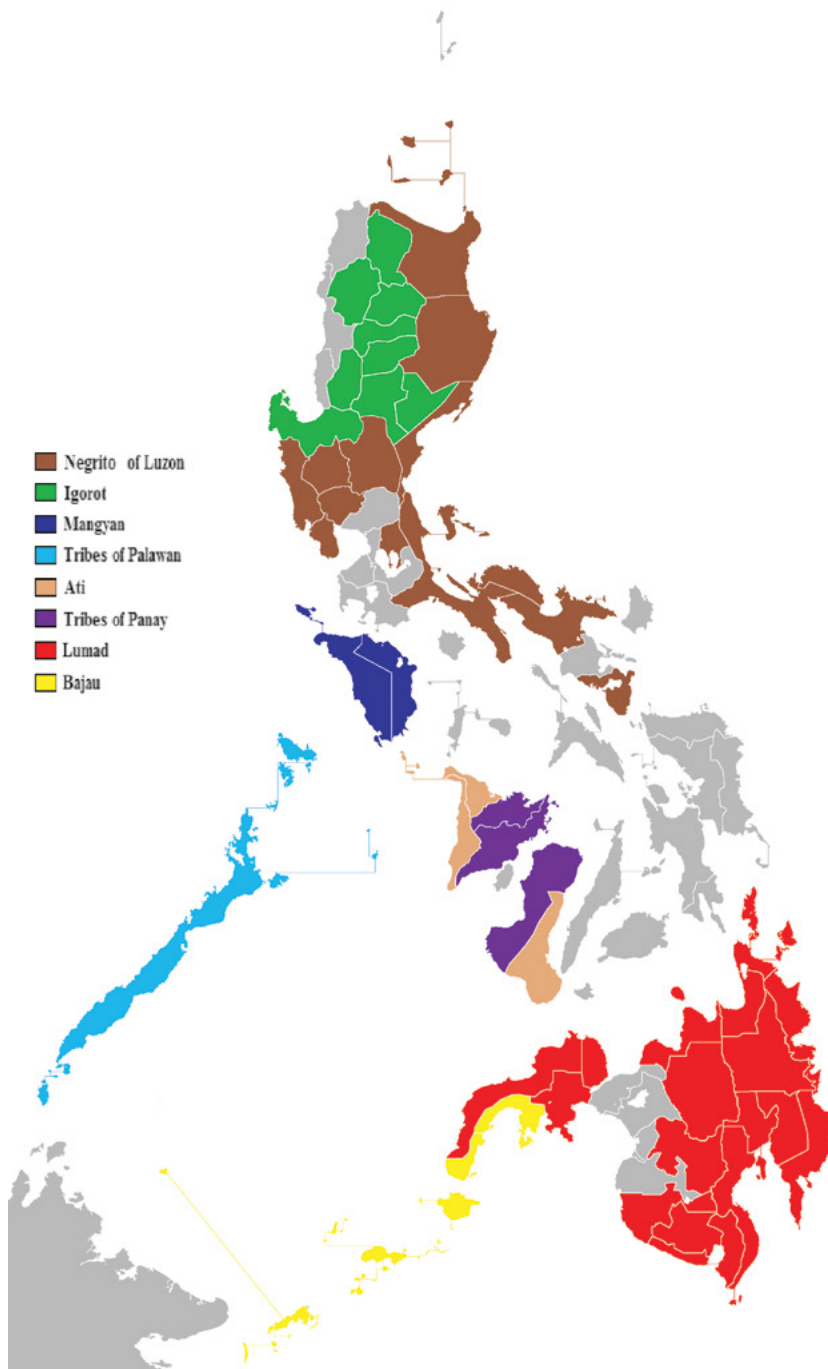 Negrito of Luzon
Igorot
Mangyan
Tribes of Palawan
Ati
Tribes of Panay
Lumad
Bajau